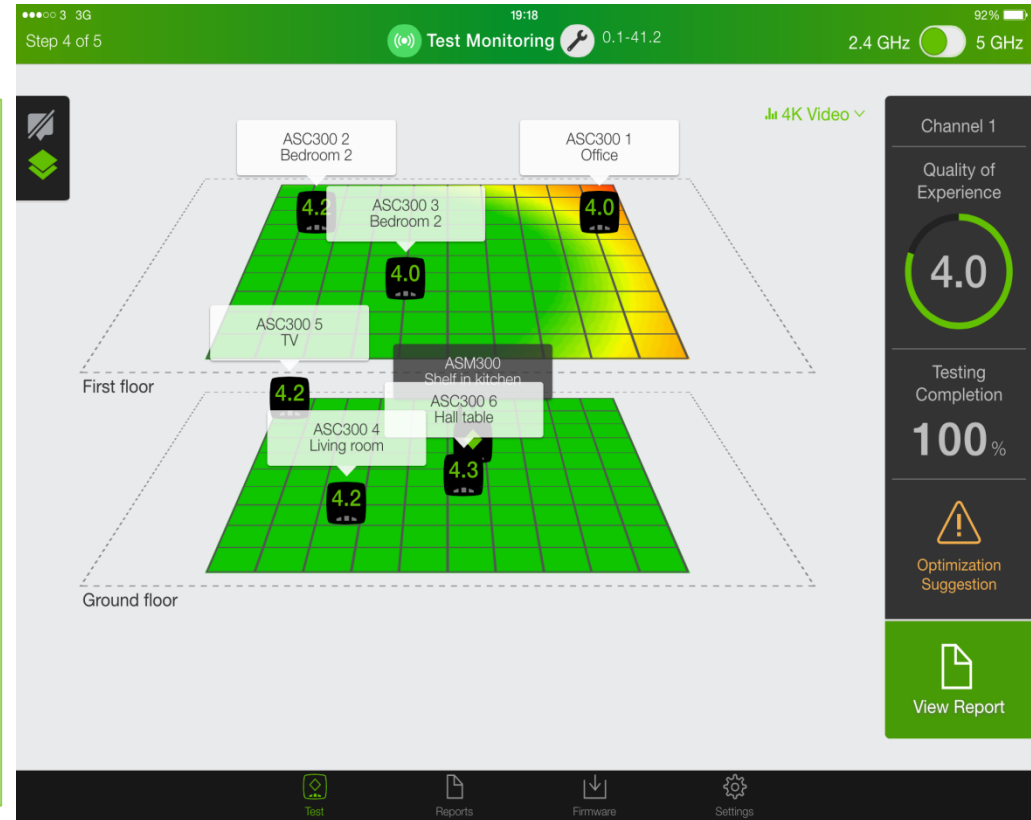 3 3G
19:18
92%
Step 4 of 5
Test Monitoring
0.1-41.2
2.4 GHz
5 GHz
4K Video
ASC300 2
Bedroom 2
ASC300 1
Office
4.2
ASC300 3
Bedroom 2
4.0
4.0
ASC300 5
TV
First floor
4.2
ASM300
Shelf in kitchen
ASC300 6
Hall table
ASC300 4
Living room
4.3
4.2
Ground floor
Channel 1
Quality of
Experience
4.0
Testing
Completion
100%
Optimization
Suggestion
View Report
Test
Reports
Firmware
Settings